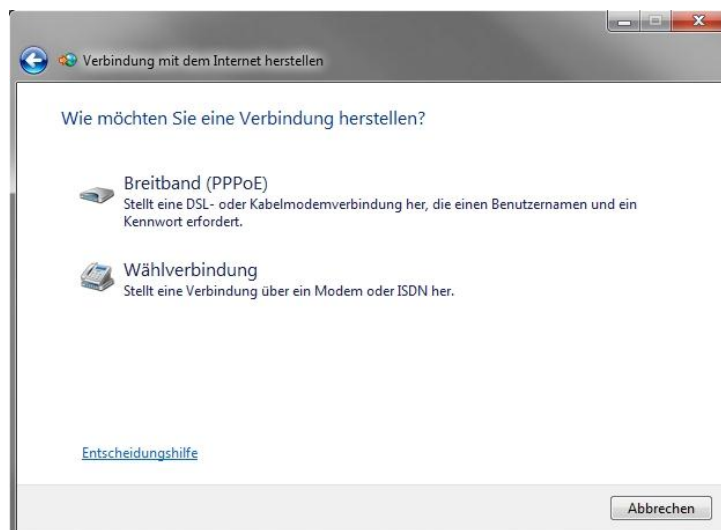 Verbindung mit dem Internet herstellen
Wie möchten Sie eine Verbindung herstellen?
Breitband (PPPoE)
Stellt eine DSL- oder Kabelmodemverbindung her, die einen Benutzernamen und ein
Kennwort erfordert.
Wählverbindung
Stellt eine Verbindung über ein Modem oder ISDN her.
Entscheidungshilfe
Abbrechen